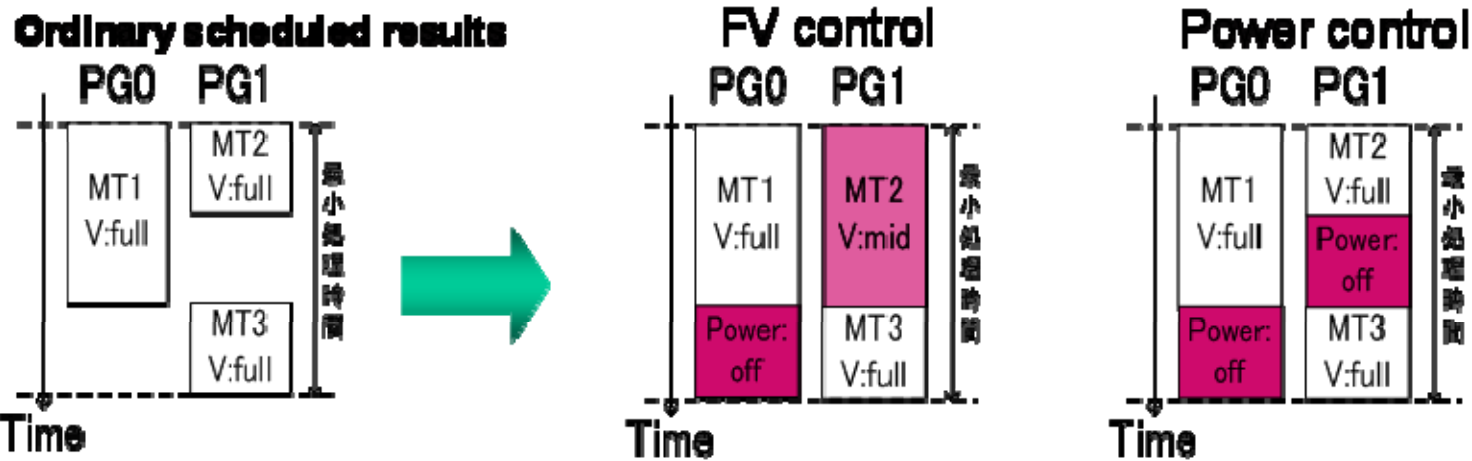 Ordinary scheduled results
PG0 PG1
MT1
V:full
MT2
V:full
MT3
V:full
最小処理時間
Time
FV control
PG0 PG1
MT1
V:full
Power:
off
MT2
V:mid
MT3
V:full
最小処理時間
Time
Power control
PG0 PG1
MT1
V:full
Power:
off
MT2
V:full
Power:
off
MT3
V:full
最小処理時間
Time